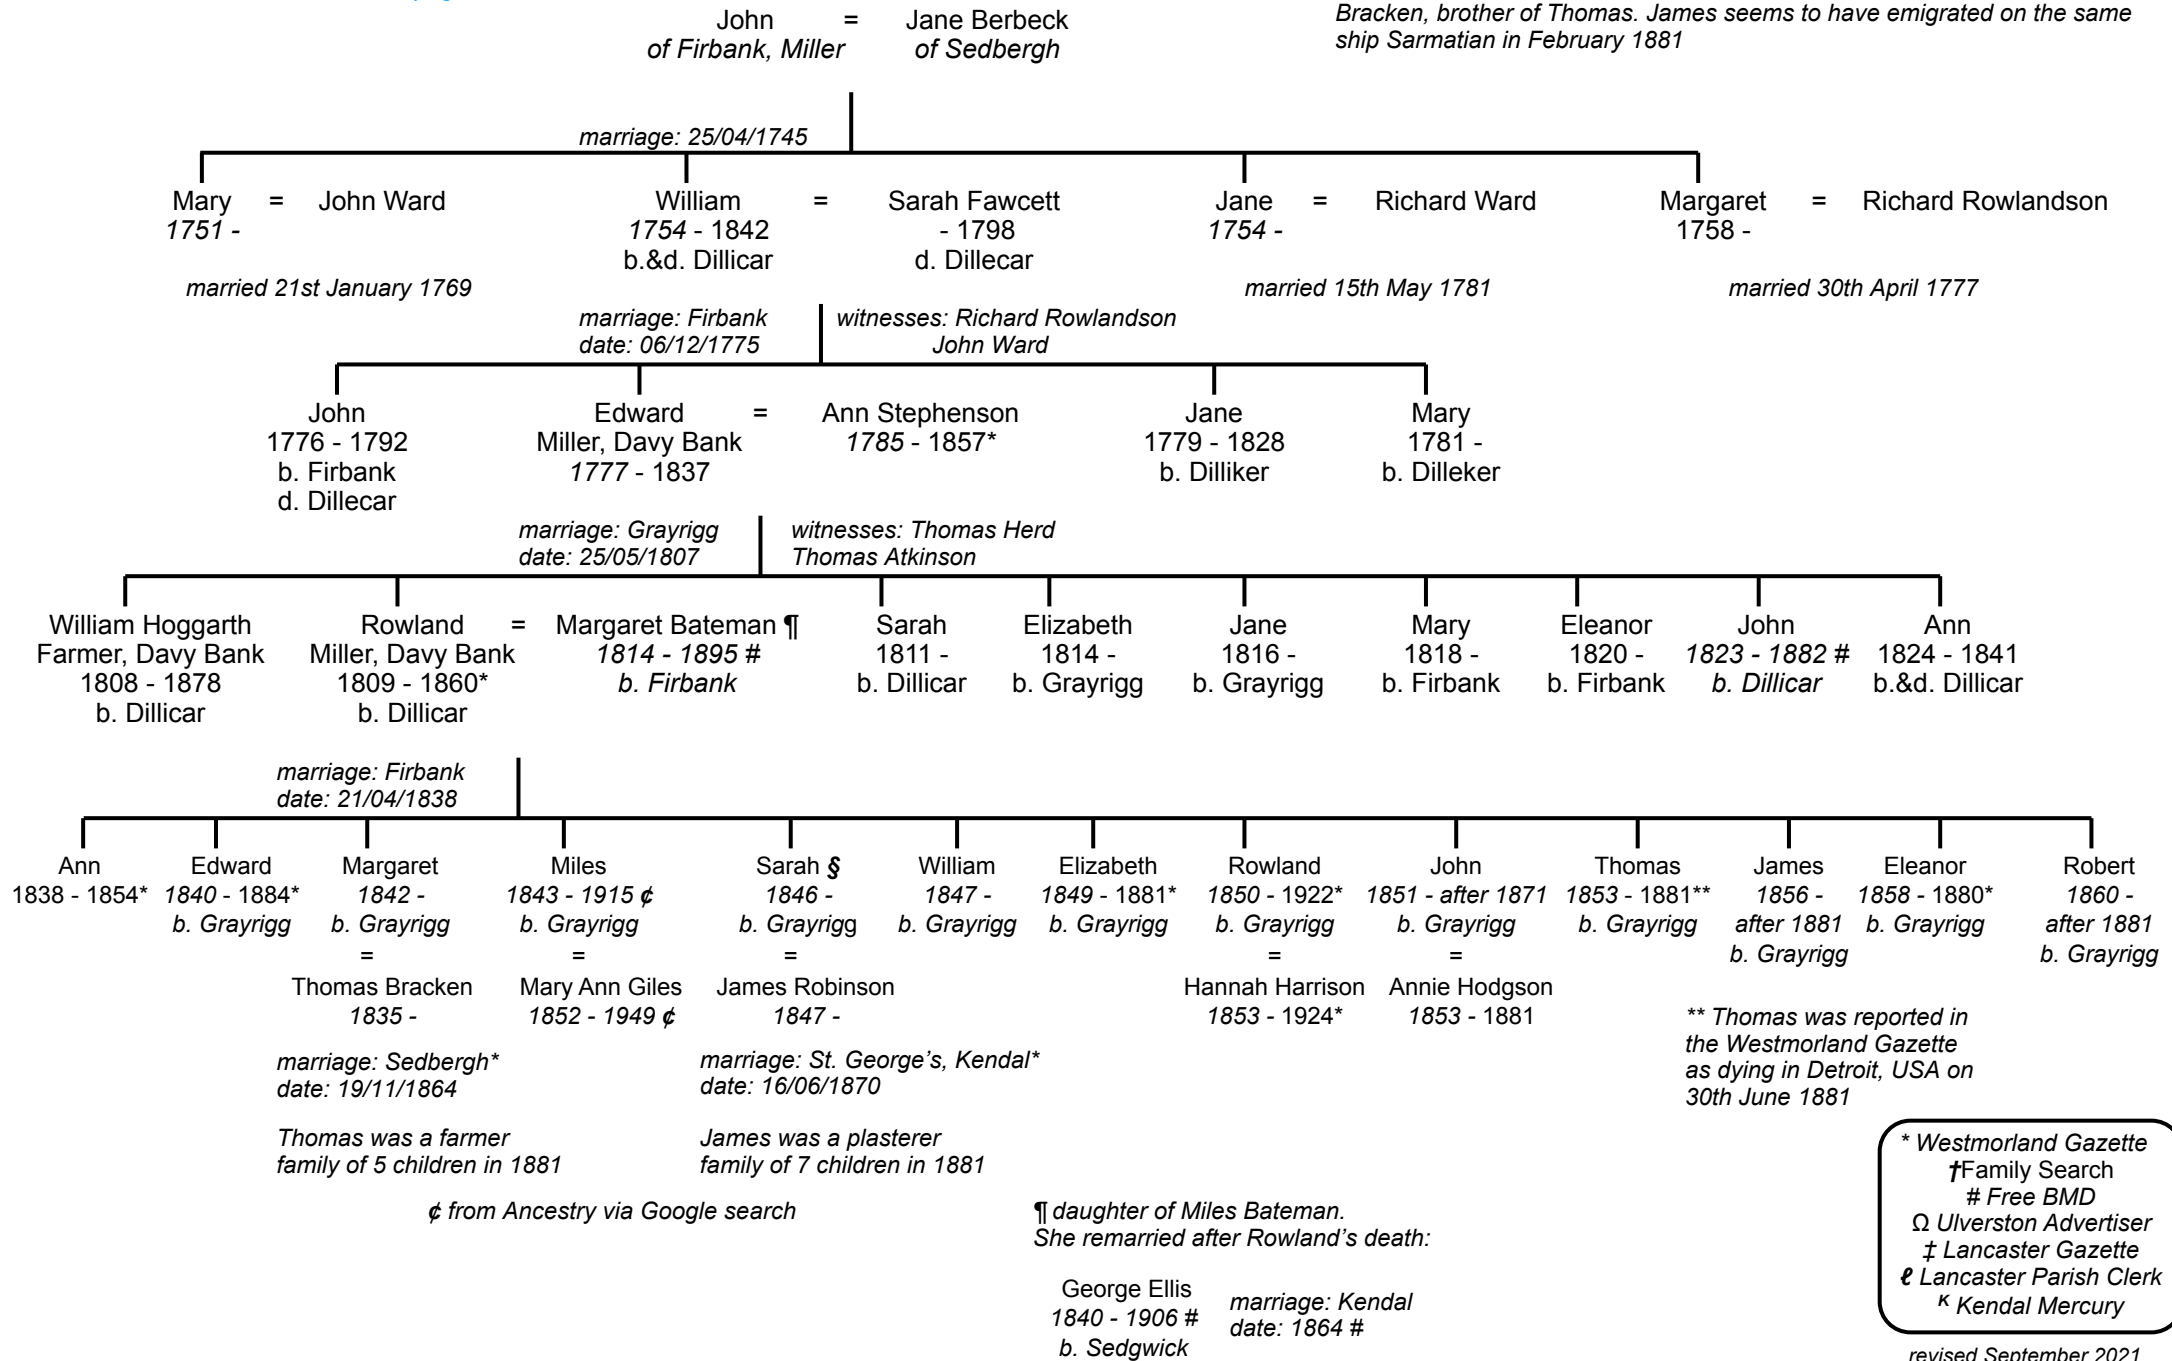 John = Jane Berbeck
of Firbank, Miller of Sedbergh
Bracken, brother of Thomas. James seems to have emigrated on the same
ship Sarmatian in February 1881
marriage: 25/04/1745
Mary = John Ward
1751 -
married 21st January 1769
William = Sarah Fawcett
1754 - 1842 - 1798
b.&d. Dillicar d. Dillecar
Jane = Richard Ward
1754 -
married 15th May 1781
Margaret = Richard Rowlandson
1758 -
married 30th April 1777
marriage: Firbank
date: 06/12/1775
witnesses: Richard Rowlandson
John Ward
John
1776 - 1792
b. Firbank
d. Dillecar
Edward = Ann Stephenson
Miller, Davy Bank 1785 - 1857*
1777 - 1837
Jane
1779 - 1828
b. Dilliker
Mary
1781 -
b. Dilleker
marriage: Grayrigg
date: 25/05/1807
witnesses: Thomas Herd
Thomas Atkinson
William Hoggarth
Farmer, Davy Bank
1808 - 1878
b. Dillicar
Rowland = Margaret Bateman ¶
Miller, Davy Bank 1814 - 1895 #
1809 - 1860* b. Firbank
b. Dillicar
Sarah
1811 -
b. Dillicar
Elizabeth
1814 -
b. Grayrigg
Jane
1816 -
b. Grayrigg
Mary
1818 -
b. Firbank
Eleanor
1820 -
b. Firbank
John
1823 - 1882 #
b. Dillicar
Ann
1824 - 1841
b.&d. Dillicar
marriage: Firbank
date: 21/04/1838
Ann
1838 - 1854*
Edward
1840 - 1884*
b. Grayrigg
Margaret
1842 -
b. Grayrigg
=
Thomas Bracken
1835 -
marriage: Sedbergh*
date: 19/11/1864
Thomas was a farmer
family of 5 children in 1881
Miles
1843 - 1915 ¢
b. Grayrigg
=
Mary Ann Giles
1852 - 1949 ¢
Sarah §
1846 -
b. Grayrigg
=
James Robinson
1847 -
marriage: St. George's, Kendal*
date: 16/06/1870
James was a plasterer
family of 7 children in 1881
William
1847 -
b. Grayrigg
Elizabeth
1849 - 1881*
b. Grayrigg
Rowland
1850 - 1922*
b. Grayrigg
=
Hannah Harrison
1853 - 1924*
John
1851 - after 1871
b. Grayrigg
=
Annie Hodgson
1853 - 1881
Thomas
1853 - 1881**
b. Grayrigg
James
1856 -
after 1881
b. Grayrigg
Eleanor
1858 - 1880*
b. Grayrigg
Robert
1860 -
after 1881
b. Grayrigg
** Thomas was reported in
the Westmorland Gazette
as dying in Detroit, USA on
30th June 1881
¢ from Ancestry via Google search
¶ daughter of Miles Bateman.
She remarried after Rowland's death:
George Ellis
1840 - 1906 #
b. Sedgwick
marriage: Kendal
date: 1864 #
* Westmorland Gazette
†Family Search
# Free BMD
Ω Ulverston Advertiser
‡ Lancaster Gazette
ℓ Lancaster Parish Clerk
ᴷ Kendal Mercury
revised September 2021